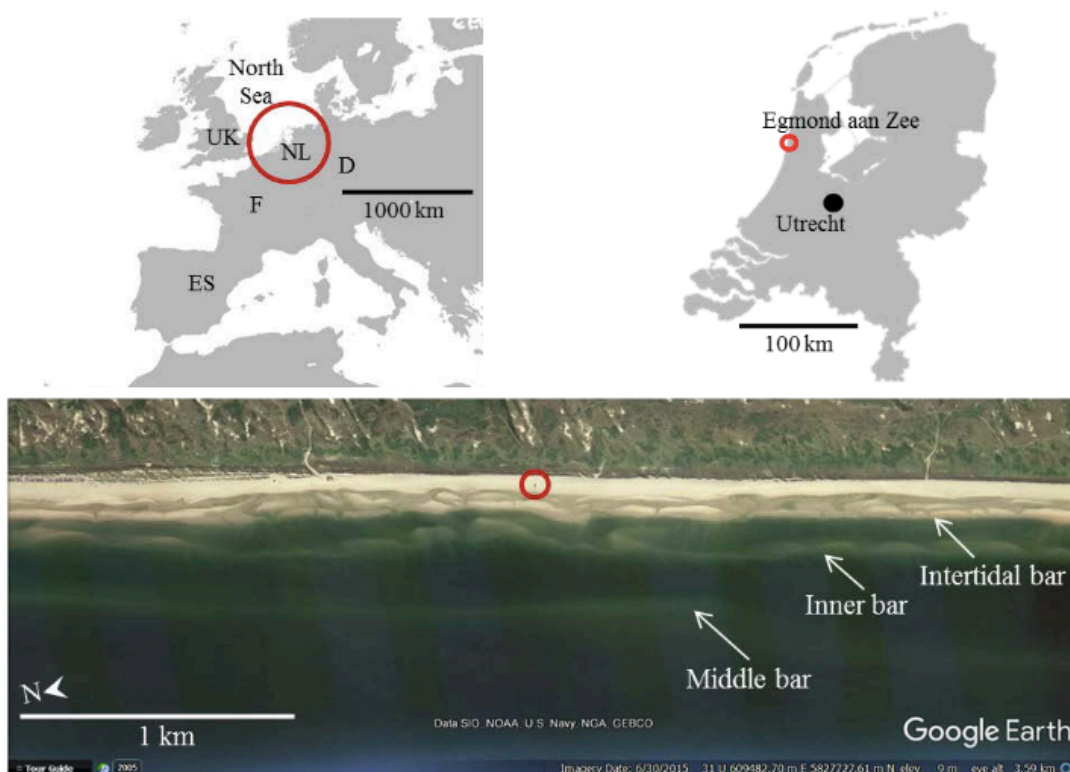 North
Sea
UK
NL
D
F
1000 km
ES
Egmond aan Zee
Utrecht
100 km
Intertidal bar
Inner bar
Middle bar
N
1 km
Data SIO, NOAA, U.S. Navy, NGA, GEBCO
Google Earth
Tour Guide
2005
Imagery Date: 6/30/2015 31 U 609482.70 m E 5827727.61 m N elev 9 m eye alt 3.59 km